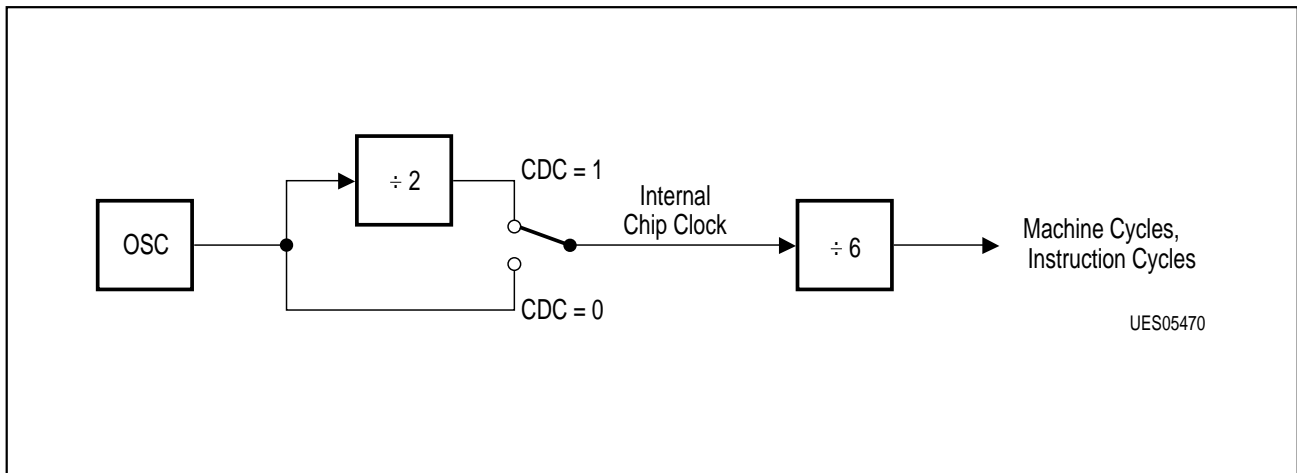 OSC
÷ 2
CDC = 1
CDC = 0
Internal
Chip Clock
÷ 6
Machine Cycles,
Instruction Cycles
UES05470